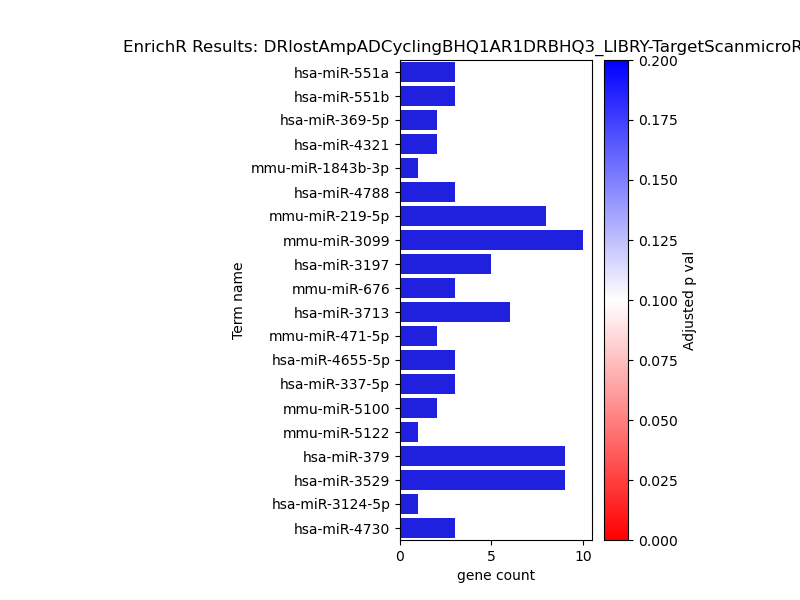 EnrichR Results: DRlostAmpADCyclingBHQ1AR1DRBHQ3_LIBRY-TargetScanmicroR
hsa-miR-551a
hsa-miR-551b
hsa-miR-369-5p
hsa-miR-4321
mmu-miR-1843b-3p
hsa-miR-4788
mmu-miR-219-5p
mmu-miR-3099
hsa-miR-3197
mmu-miR-676
hsa-miR-3713
mmu-miR-471-5p
hsa-miR-4655-5p
hsa-miR-337-5p
mmu-miR-5100
mmu-miR-5122
hsa-miR-379
hsa-miR-3529
hsa-miR-3124-5p
hsa-miR-4730
Term name
0 5 10
gene count
0.200
0.175
0.150
0.125
0.100
0.075
0.050
0.025
0.000
Adjusted p val